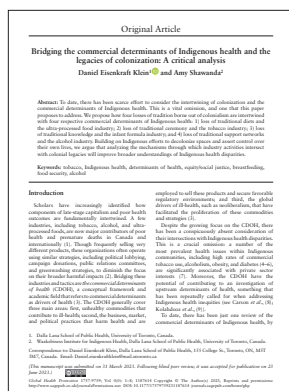 Original Article
Bridging the commercial determinants of Indigenous health and the
legacies of colonization: A critical analysis
Daniel Eisenkraft Klein¹ and Amy Shawanda²
Abstract: To date, there has been scarce effort to consider the intertwining of colonization and the
commercial determinants of Indigenous health. This is a vital omission, and one that this paper
proposes to address. We propose how four losses of tradition borne out of colonialism are intertwined
with four respective commercial determinants of Indigenous health: 1) loss of traditional diets and
the ultra-processed food industry; 2) loss of traditional ceremony and the tobacco industry; 3) loss
of traditional knowledge and the infant formula industry; and 4) loss of traditional support networks
and the alcohol industry. Building on Indigenous efforts to decolonize spaces and assert control over
their own lives, we argue that analyzing the mechanisms through which industry activities intersect
with colonial legacies will improve broader understandings of Indigenous health disparities.
Keywords: tobacco, Indigenous health, determinants of health, equity/social justice, breastfeeding,
food security, alcohol
Introduction
Scholars have increasingly identified how
components of late-stage capitalism and poor health
outcomes are fundamentally intertwined. A few
industries, including tobacco, alcohol, and ultra-
processed foods, are now major contributors of poor
health and premature deaths in Canada and
internationally (1). Though frequently selling very
different products, these organizations often operate
using similar strategies, including political lobbying,
campaign donations, public relations committees,
and greenwashing strategies, to diminish the focus
on their broader harmful impacts (2). Bridging these
industries and tactics are the commercial determinants
of health (CDOH), a conceptual framework and
academic field that refers to commercial determinants
as drivers of health (3). The CDOH generally cover
three main areas: first, unhealthy commodities that
contribute to ill-health; second, the business, market,
and political practices that harm health and are
employed to sell these products and secure favorable
regulatory environments; and third, the global
drivers of ill-health, such as neoliberalism, that have
facilitated the proliferation of these commodities
and strategies (3).
Despite the growing focus on the CDOH, there
has been a conspicuously absent consideration of
their intersections with Indigenous health disparities.
This is a crucial omission: a number of the
most prevalent health issues within Indigenous
communities, including high rates of commercial
tobacco use, alcoholism, obesity, and diabetes (4–6),
are significantly associated with private sector
interests (7). Moreover, the CDOH have the
potential of contributing to an investigation of
upstream determinants of health, something that
has been repeatedly called for when addressing
Indigenous health inequities (see Carson et al., (8);
Kolahdooz et al., (9)).
To date, there has been just one review of the
commercial determinants of Indigenous health, by
1. Dalla Lana School of Public Health, University of Toronto, Canada.
2. Waakebiness Institute for Indigenous Health, Dalla Lana School of Public Health, University of Toronto, Canada.
Correspondence to: Daniel Eisenkraft Klein, Dalla Lana School of Public Health, 155 College St., Toronto, ON, M5T
3M7, Canada.
(This manuscript was submitted on 31 March 2023. Following blind peer review, it was accepted for publication on 23
June 2023.)